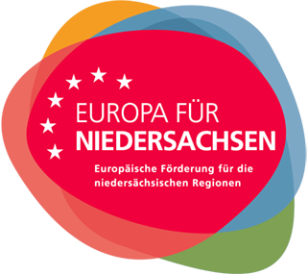 EUROPA FÜR
NIEDERSACHSEN
Europäische Förderung für die
niedersächsischen Regionen